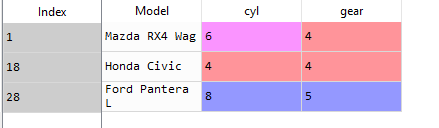 Index Model cyl gear
1 Mazda RX4 Wag 6 4
18 Honda Civic 4 4
28 Ford Pantera 8 5
L